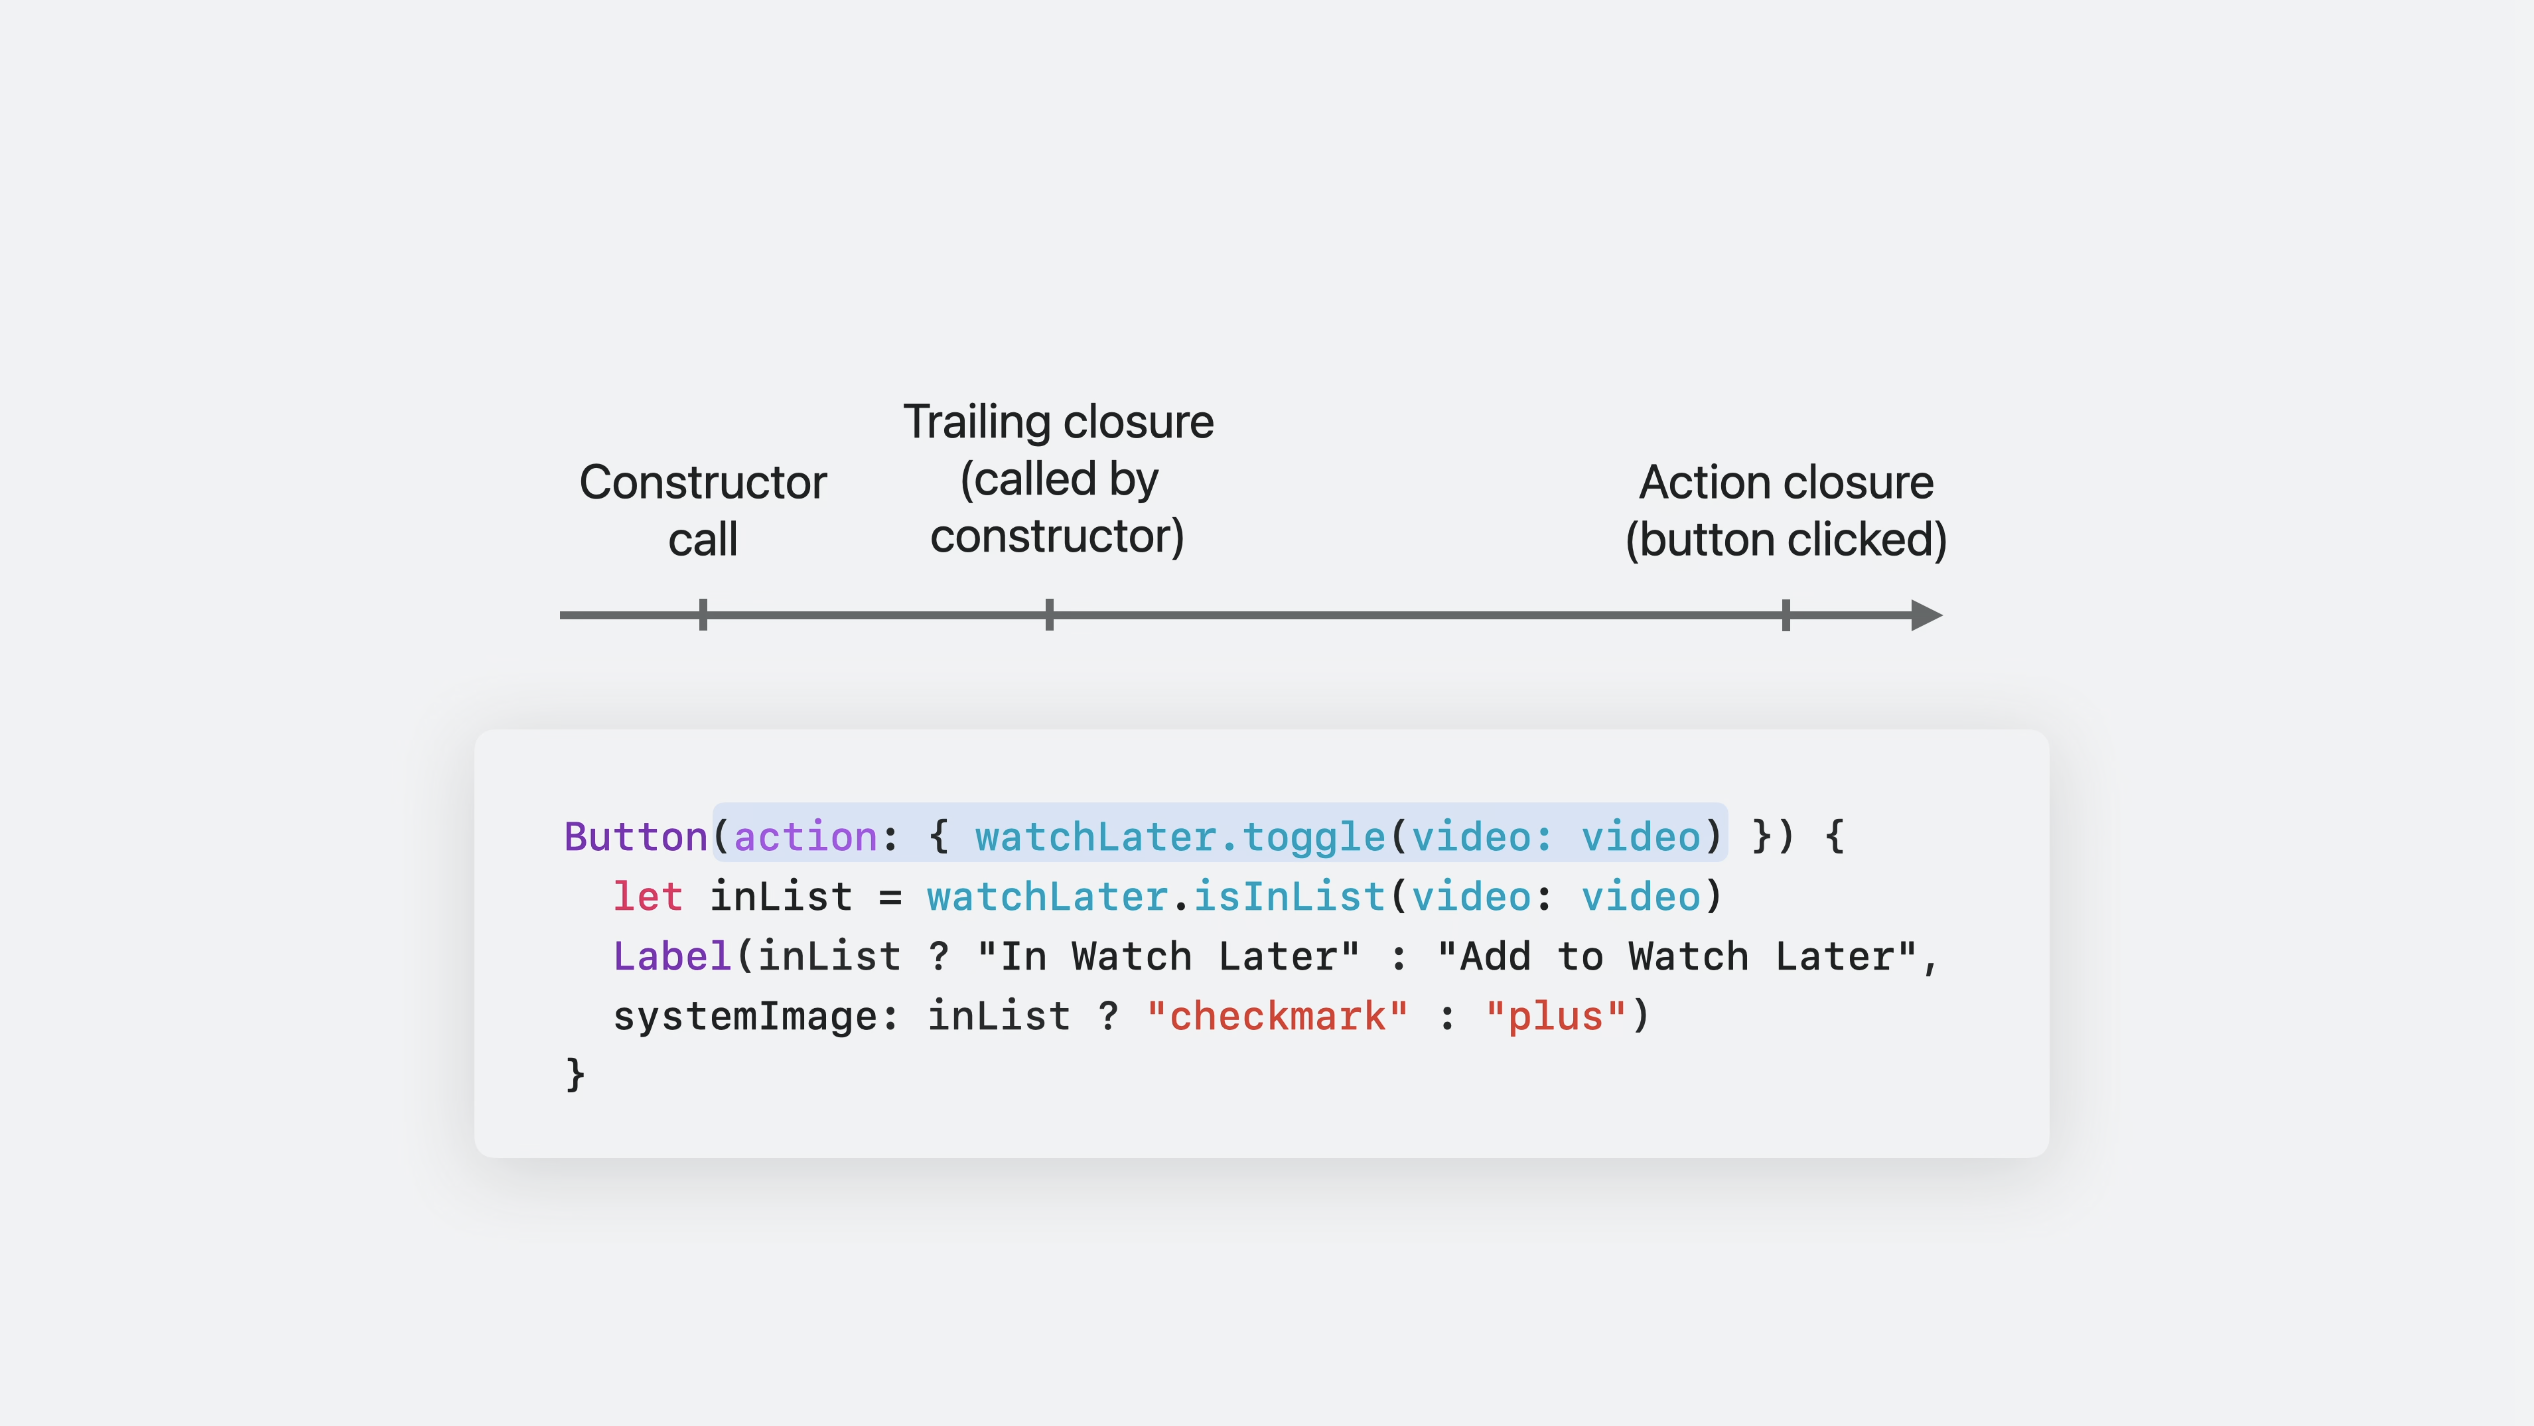 Constructor
call
Trailing closure
(called by
constructor)
Action closure
(button clicked)
Button(action: { watchLater.toggle(video: video) }) {
let inList = watchLater.isInList(video: video)
Label(inList ? "In Watch Later" : "Add to Watch Later",
systemImage: inList ? "checkmark" : "plus")
}